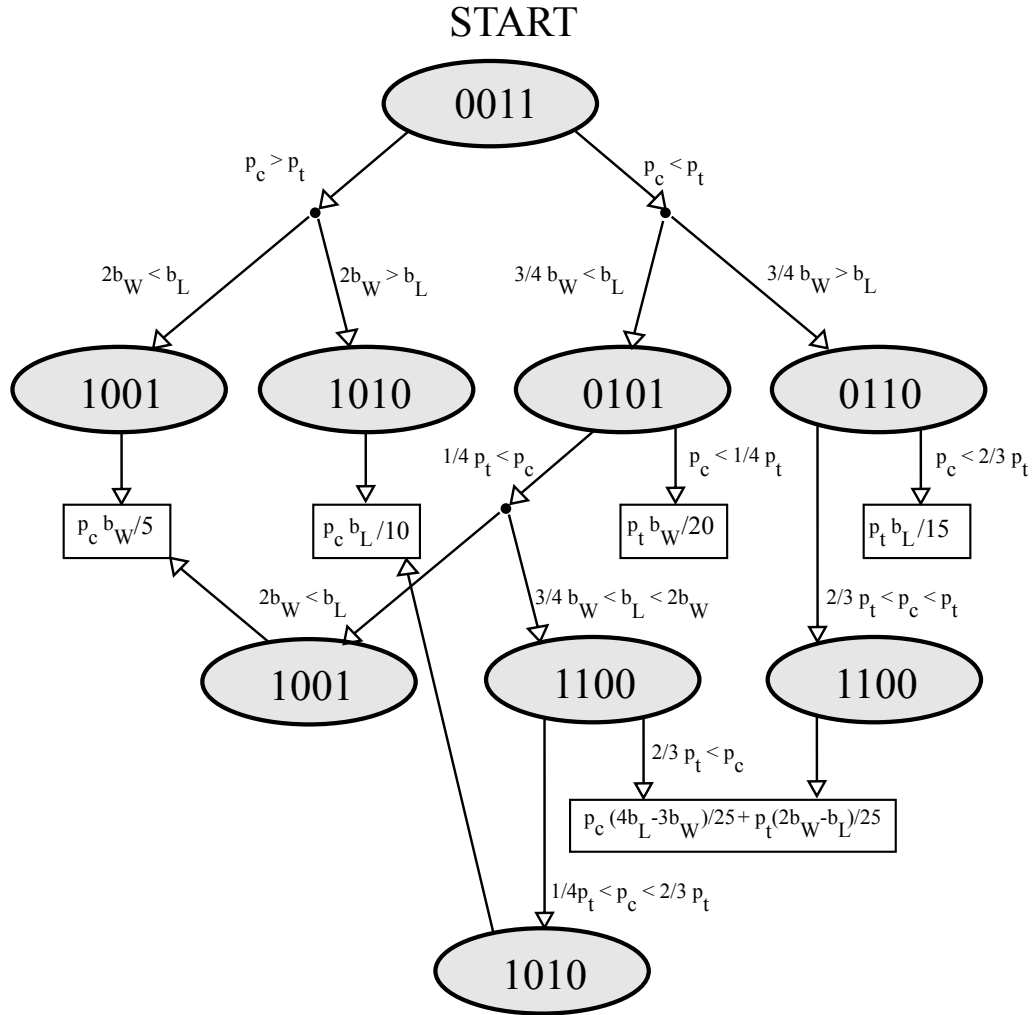 START
0011
p_c > p_t
p_c < p_t
2b_W < b_L
2b_W > b_L
3/4 b_W < b_L
3/4 b_W > b_L
1001
1010
0101
0110
1/4 p_t < p_c
p_c < 1/4 p_t
p_c < 2/3 p_t
p_c b_W/5
p_c b_L /10
p_t b_W/20
p_t b_L /15
2b_W < b_L
3/4 b_W < b_L < 2b_W
2/3 p_t < p_c < p_t
1001
1100
1100
2/3 p_t < p_c
p_c (4b_L-3b_W)/25 + p_t(2b_W-b_L)/25
1/4p_t < p_c < 2/3 p_t
1010